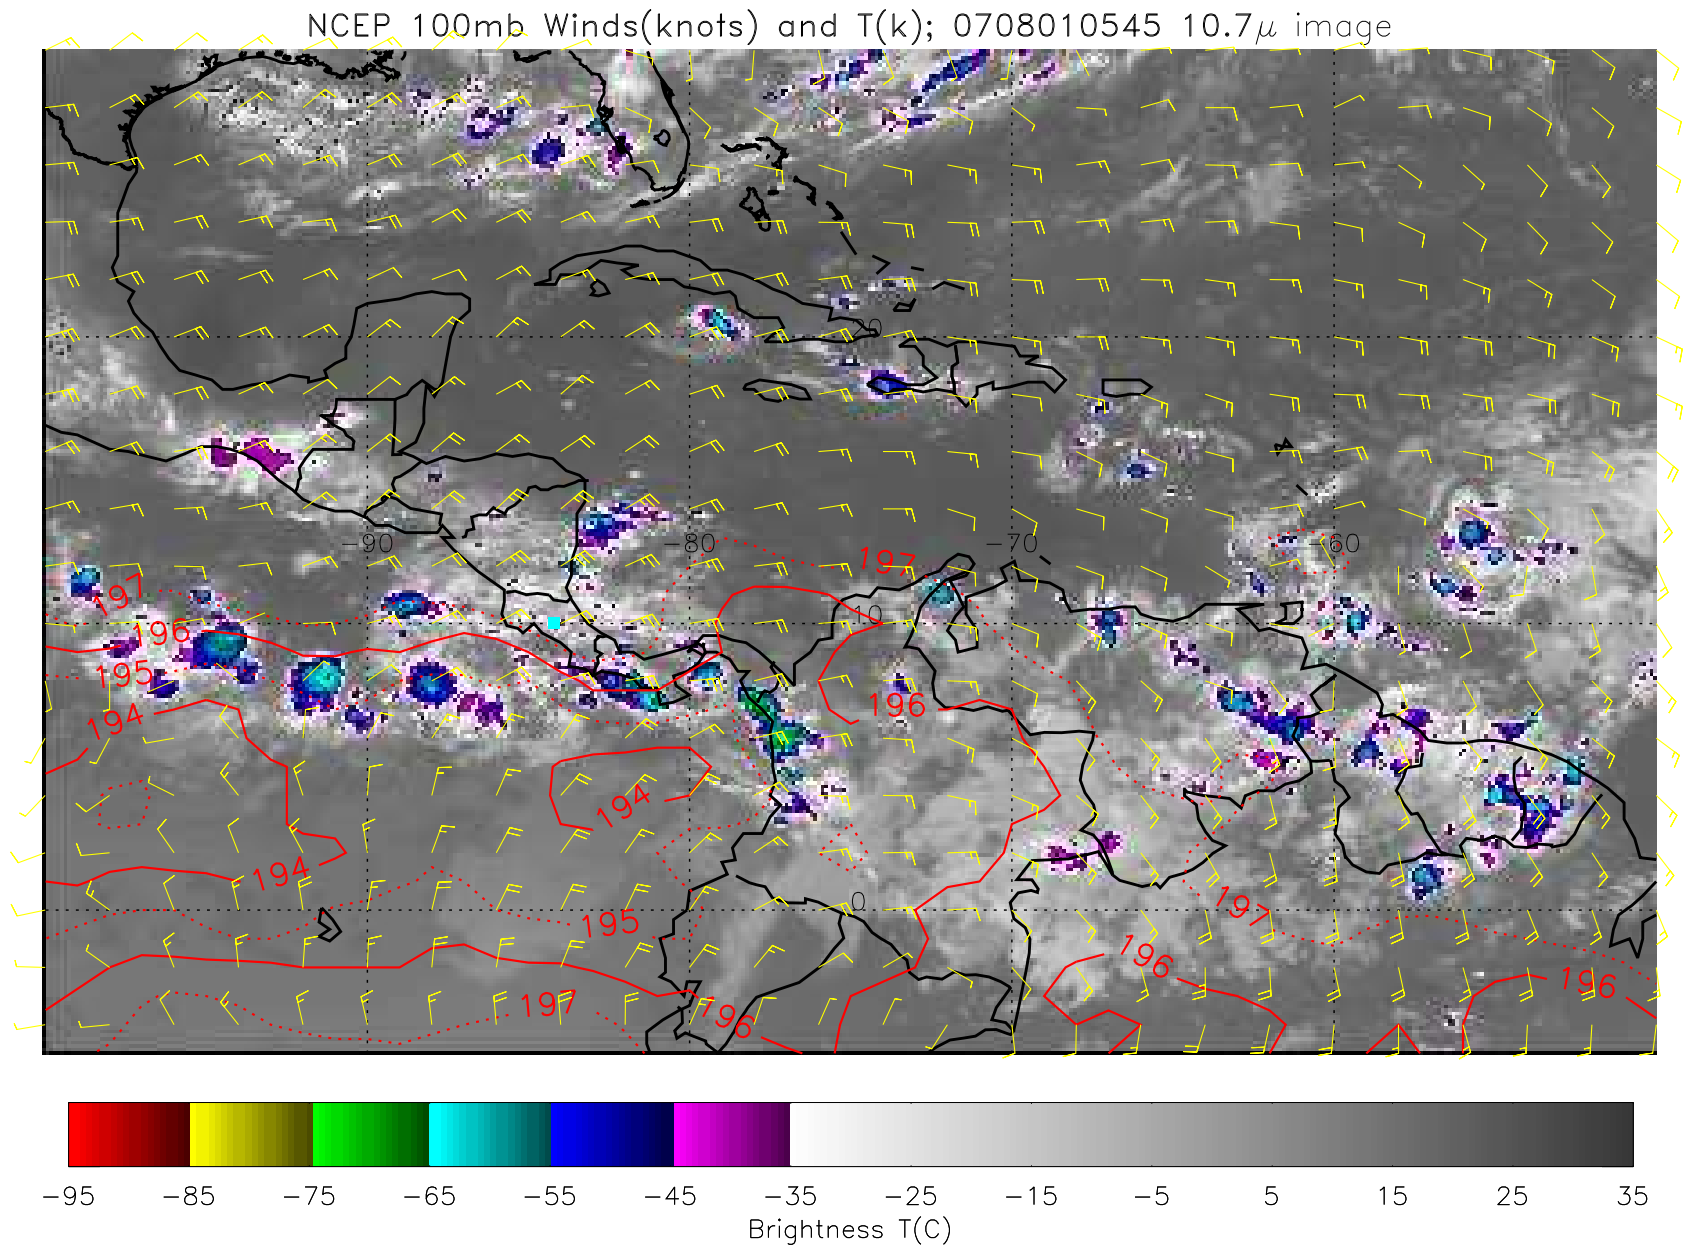 NCEP 100mb Winds(knots) and T(k); 0708010545 10.7μ image
20
-90 -80 -70 -60
197 197
196 10
195 196
194
194
194
195 197
196 196
197 196
0
-95 -85 -75 -65 -55 -45 -35 -25 -15 -5 5 15 25 35
Brightness T(C)